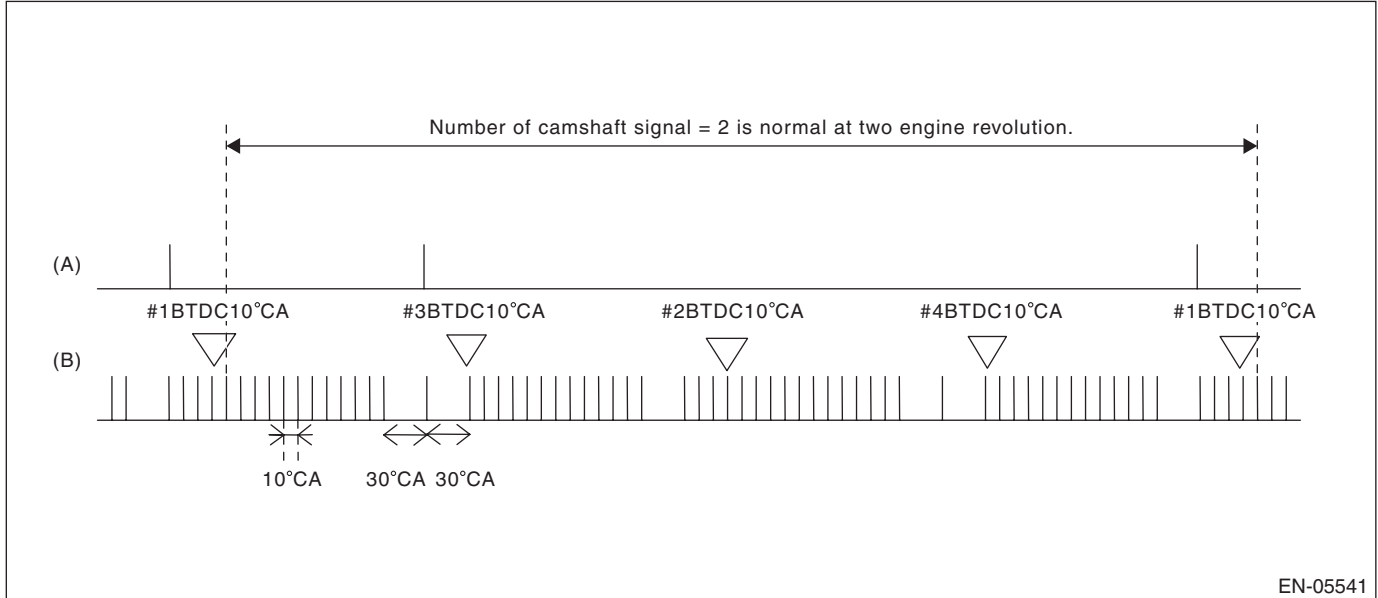 Number of camshaft signal = 2 is normal at two engine revolution.
(A)
#1BTDC10°CA #3BTDC10°CA #2BTDC10°CA #4BTDC10°CA #1BTDC10°CA
(B)
10°CA 30°CA 30°CA
EN-05541